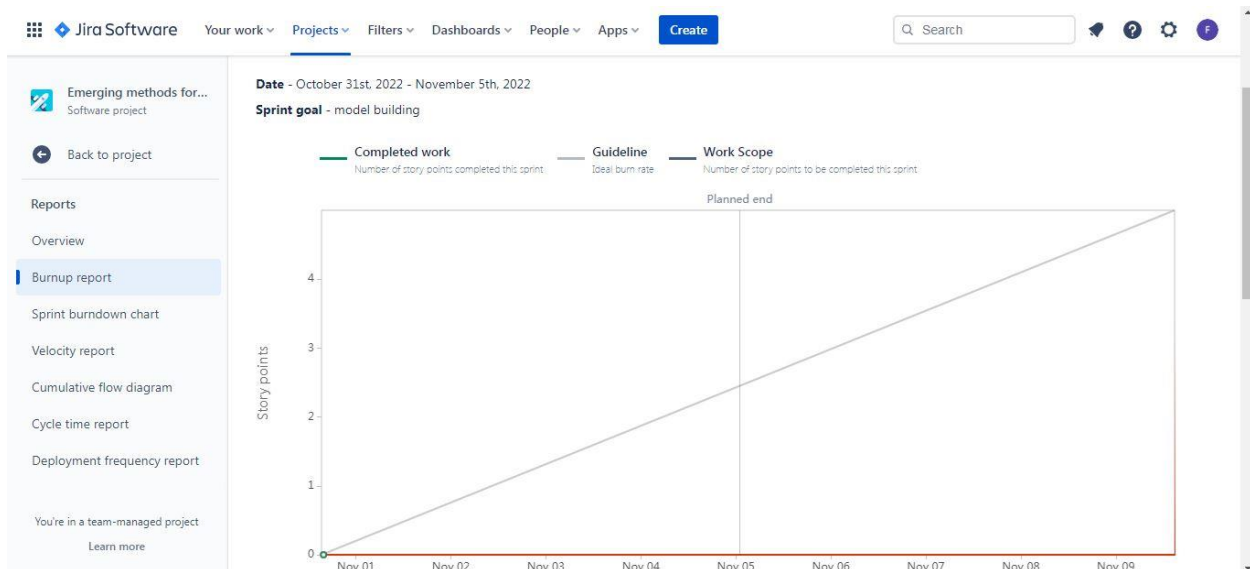 Jira Software Your work Projects Filters Dashboards People Apps Create Search F
Emerging methods for...
Software project
Back to project
Reports
Overview
Burnup report
Sprint burndown chart
Velocity report
Cumulative flow diagram
Cycle time report
Deployment frequency report
You're in a team-managed project
Learn more
Date - October 31st, 2022 - November 5th, 2022
Sprint goal - model building
Completed work
Number of story points completed this sprint
Guideline
Ideal burn rate
Work Scope
Number of story points to be completed this sprint
Planned end
Story points
4
3
2
1
0
Nov 01 Nov 02 Nov 03 Nov 04 Nov 05 Nov 06 Nov 07 Nov 08 Nov 09